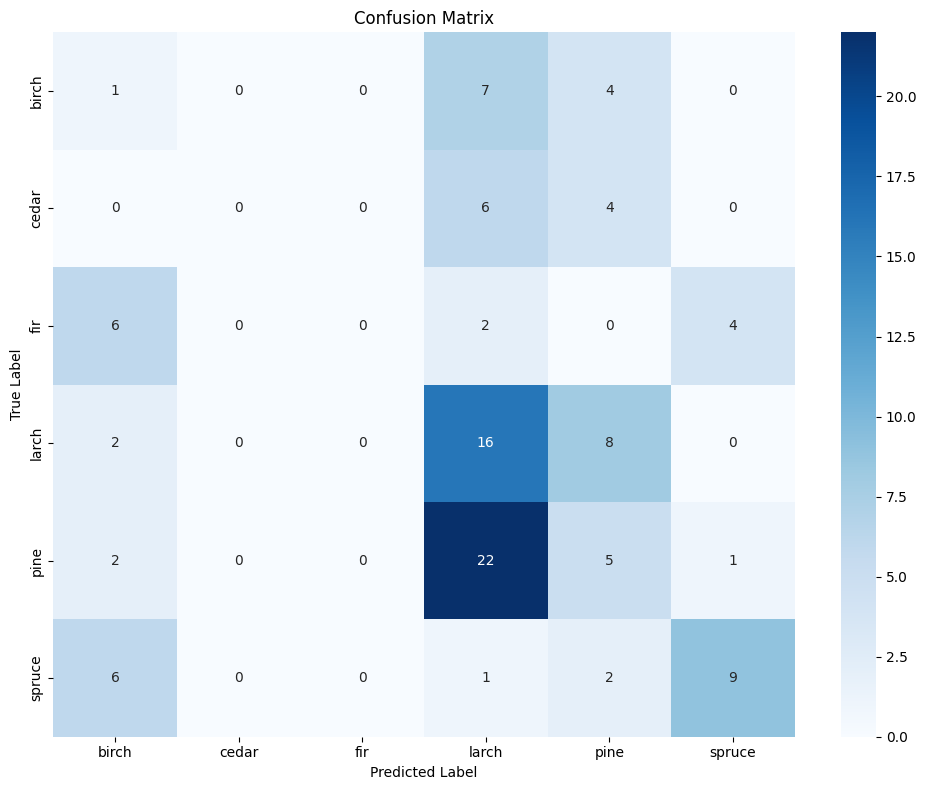 Confusion Matrix
birch 1 0 0 7 4 0
cedar 0 0 0 6 4 0
fir 6 0 0 2 0 4
larch 2 0 0 16 8 0
pine 2 0 0 22 5 1
spruce 6 0 0 1 2 9
birch cedar fir larch pine spruce
True Label
Predicted Label
20.0
17.5
15.0
12.5
10.0
7.5
5.0
2.5
0.0